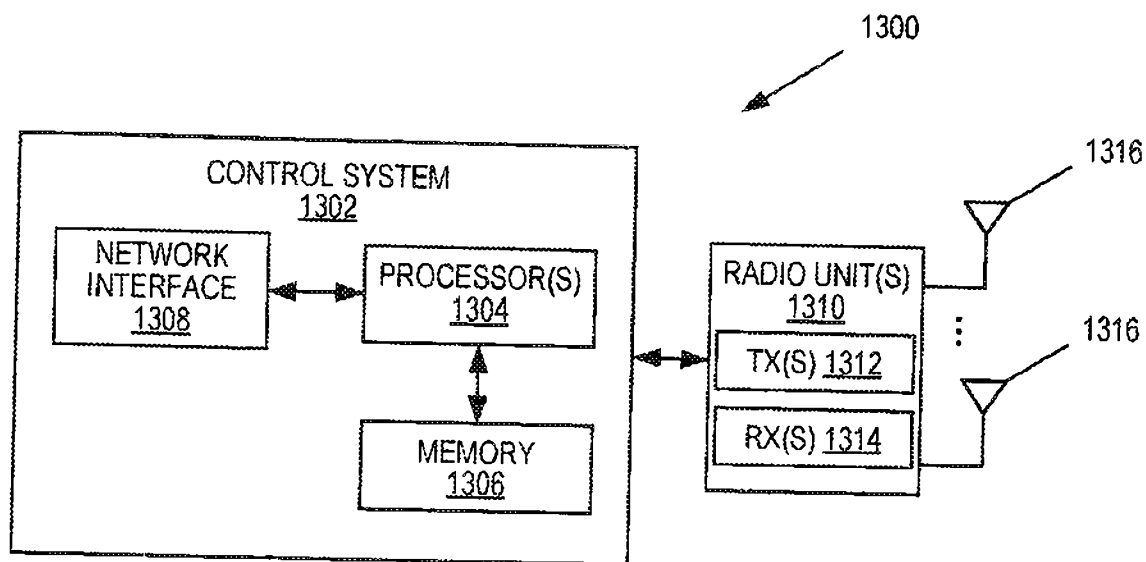 1300
CONTROL SYSTEM
1302
NETWORK
INTERFACE
1308
PROCESSOR(S)
1304
MEMORY
1306
RADIO UNIT(S)
1310
TX(S) 1312
RX(S) 1314
1316
1316